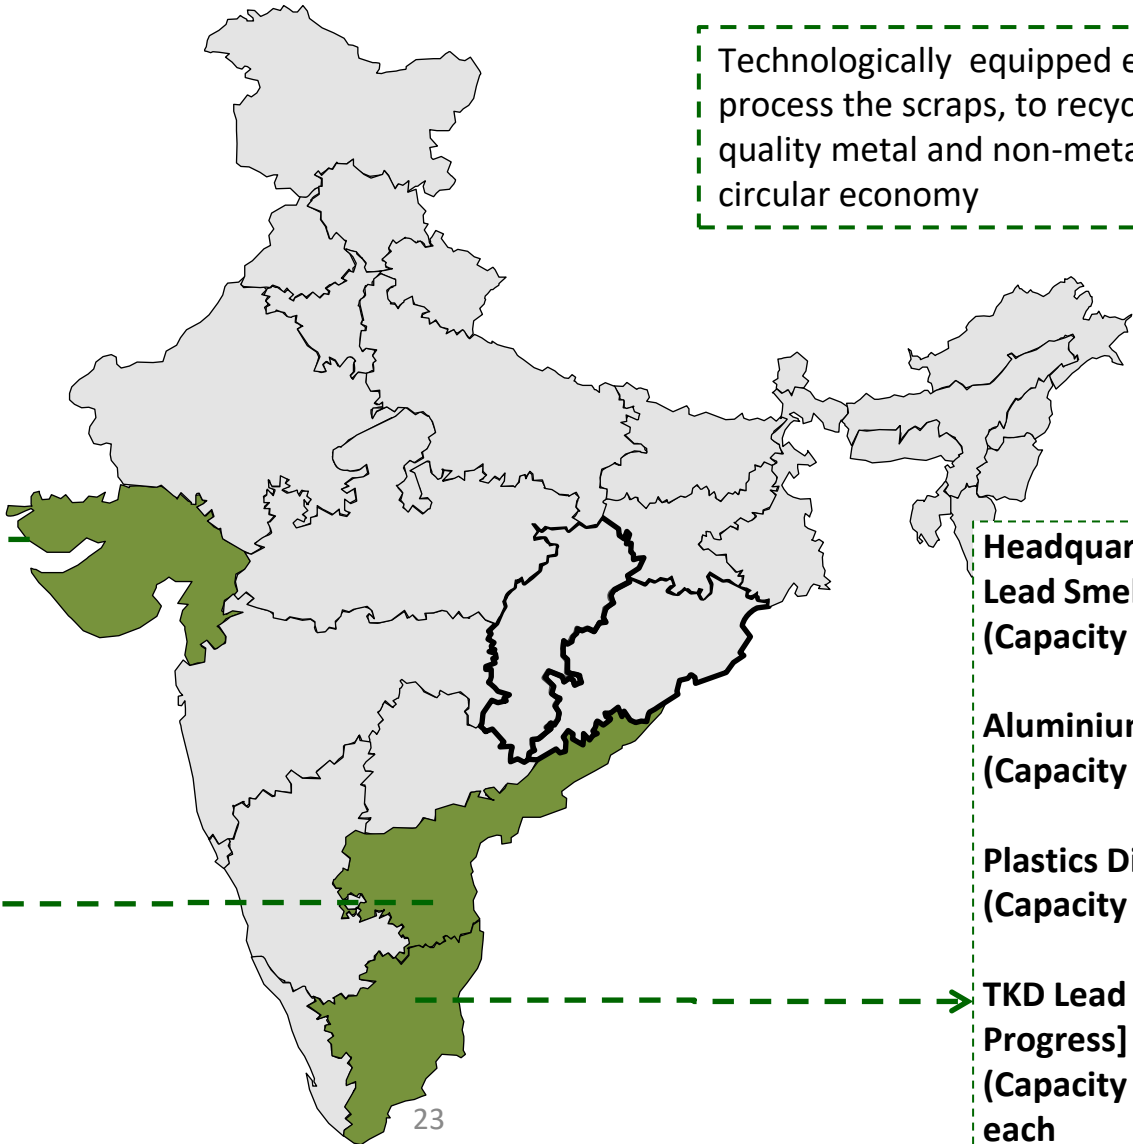 Technologically equipped e
process the scraps, to recyc
quality metal and non-meta
circular economy
Headquar
Lead Smel
(Capacity
Aluminiun
(Capacity
Plastics Di
(Capacity
TKD Lead
Progress]
(Capacity
each
23